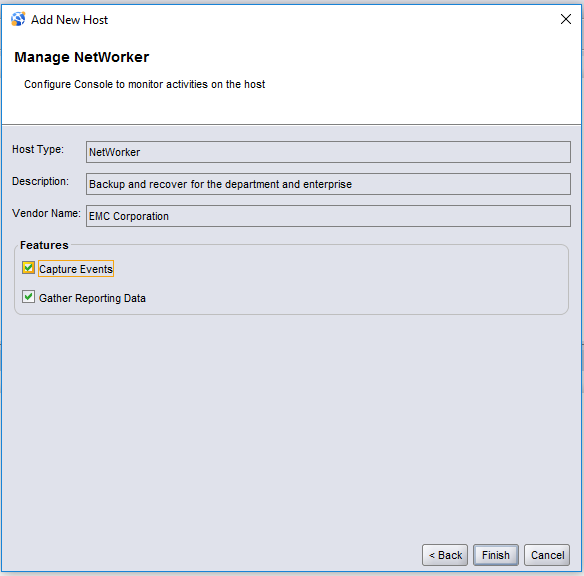 Add New Host
Manage NetWorker
Configure Console to monitor activities on the host
Host Type: NetWorker
Description: Backup and recover for the department and enterprise
Vendor Name: EMC Corporation
Features
Capture Events
Gather Reporting Data
< Back Finish Cancel